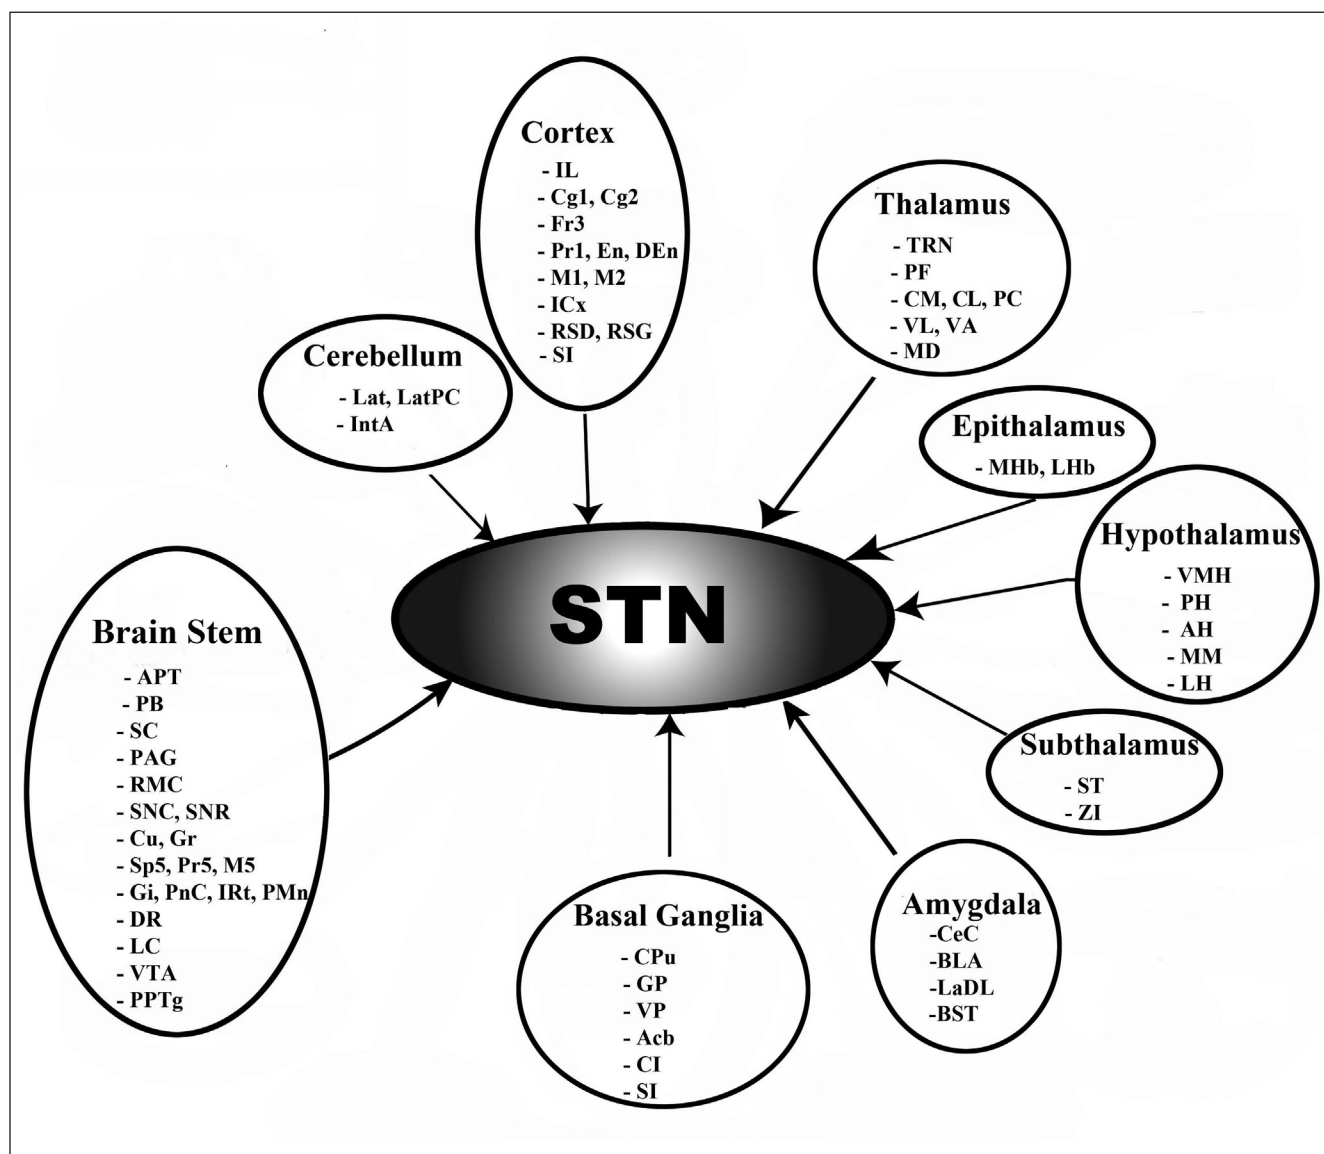 Cortex
- IL
- Cg1, Cg2
- Fr3
- Pr1, En, DEn
- M1, M2
- ICx
- RSD, RSG
- SI
Thalamus
- TRN
- PF
- CM, CL, PC
- VL, VA
- MD
Cerebellum
- Lat, LatPC
- IntA
Epithalamus
- MHb, LHb
Hypothalamus
- VMH
- PH
- AH
- MM
- LH
STN
Brain Stem
- APT
- PB
- SC
- PAG
- RMC
- SNC, SNR
- Cu, Gr
- Sp5, Pr5, M5
- Gi, PnC, IRt, PMn
- DR
- LC
- VTA
- PPTg
Subthalamus
- ST
- ZI
Basal Ganglia
- CPu
- GP
- VP
- Acb
- CI
- SI
Amygdala
-CeC
-BLA
-LaDL
-BST